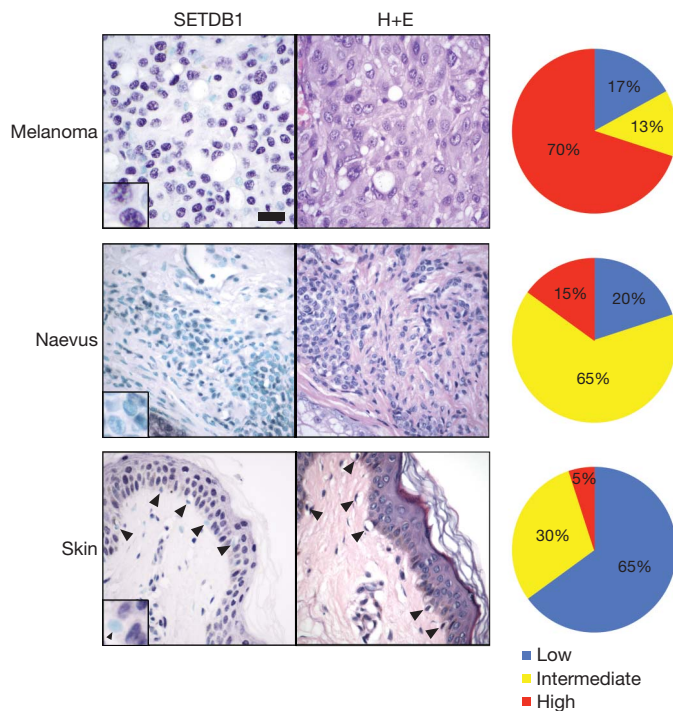 SETDB1 H+E
Melanoma
17%
13%
70%
Naevus
15%
20%
65%
Skin
5%
30%
65%
Low
Intermediate
High